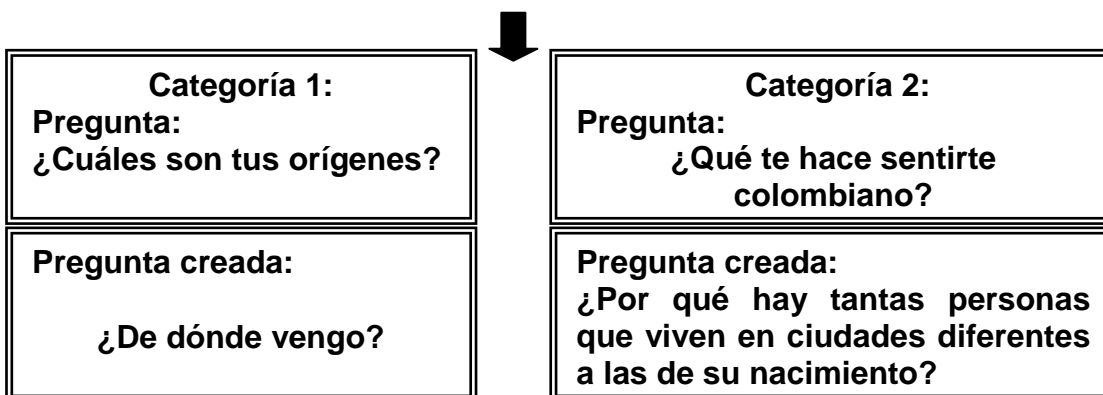 Categoría 1:
Pregunta:
¿Cuáles son tus orígenes?
Categoría 2:
Pregunta:
¿Qué te hace sentirte
colombiano?
Pregunta creada:
¿De dónde vengo?
Pregunta creada:
¿Por qué hay tantas personas
que viven en ciudades diferentes
a las de su nacimiento?